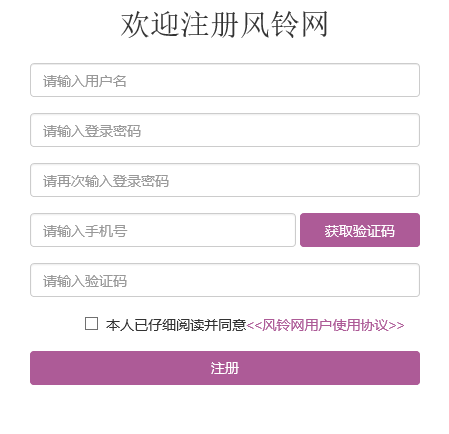 欢迎注册风铃网
请输入用户名
请输入登录密码
请再次输入登录密码
请输入手机号
获取验证码
请输入验证码
本人已仔细阅读并同意<<风铃网用户使用协议>>
注册